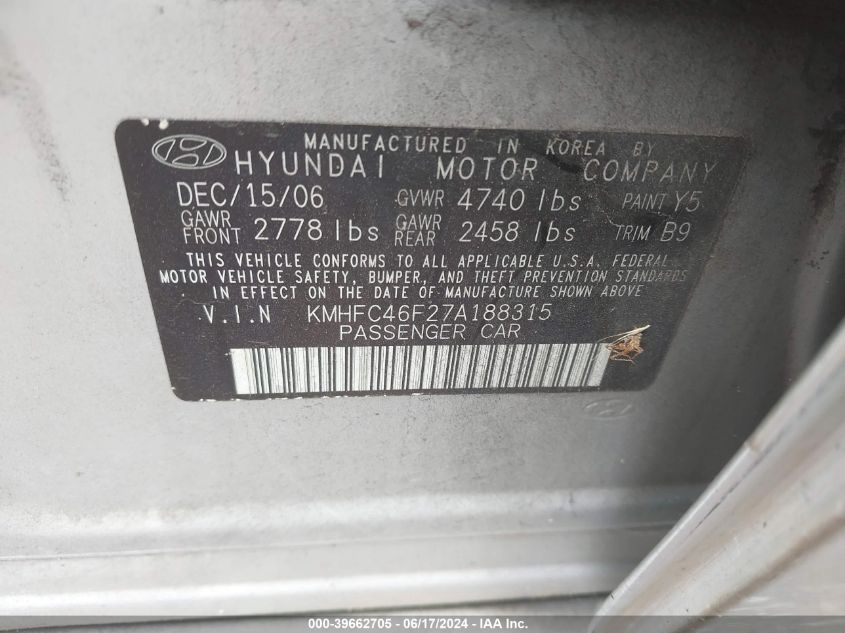 MANUFACTURED IN KOREA BY
HYUNDAI MOTOR COMPANY
DEC/15/06 GVWR 4740 lbs PAINT Y5
GAWR FRONT 2778 lbs GAWR REAR 2458 lbs TRIM B9
THIS VEHICLE CONFORMS TO ALL APPLICABLE U.S.A. FEDERAL
MOTOR VEHICLE SAFETY, BUMPER, AND THEFT PREVENTION STANDARDS
IN EFFECT ON THE DATE OF MANUFACTURE SHOWN ABOVE
V.I.N KMHFC46F27A188315
PASSENGER CAR
000-39662705 - 06/17/2024 - IAA Inc.